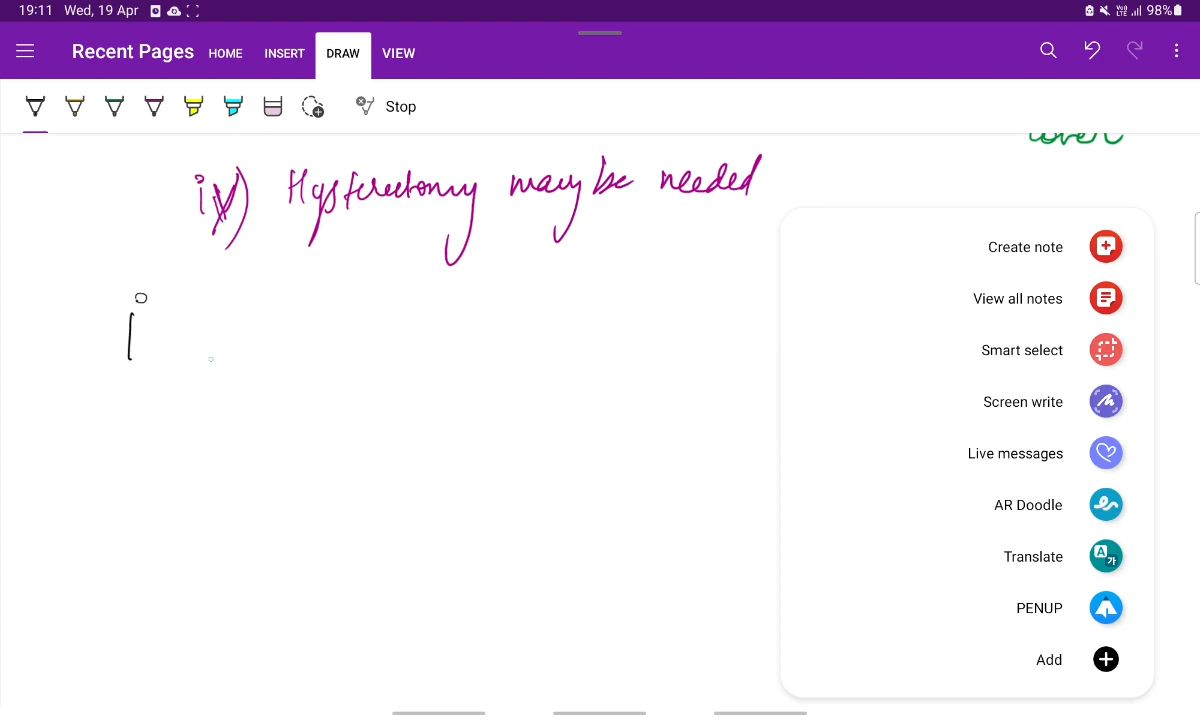 19:11 Wed, 19 Apr 98%
Recent Pages HOME INSERT DRAW VIEW
Stop
iv) Hysterectomy may be needed
i
Create note
View all notes
Smart select
Screen write
Live messages
AR Doodle
Translate
PENUP
Add